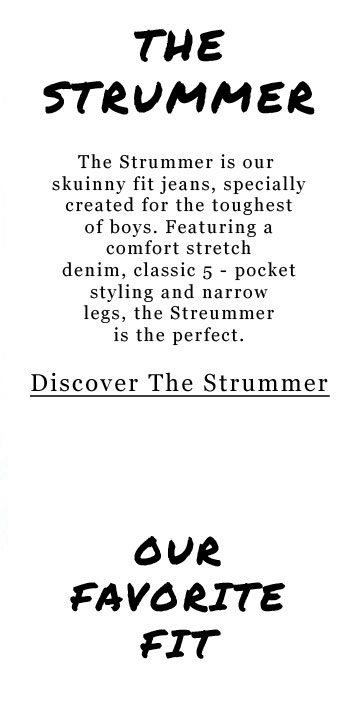 THE
STRUMMER
The Strummer is our
skuinny fit jeans, specially
created for the toughest
of boys. Featuring a
comfort stretch
denim, classic 5 - pocket
styling and narrow
legs, the Streummer
is the perfect.
Discover The Strummer
OUR
FAVORITE
FIT